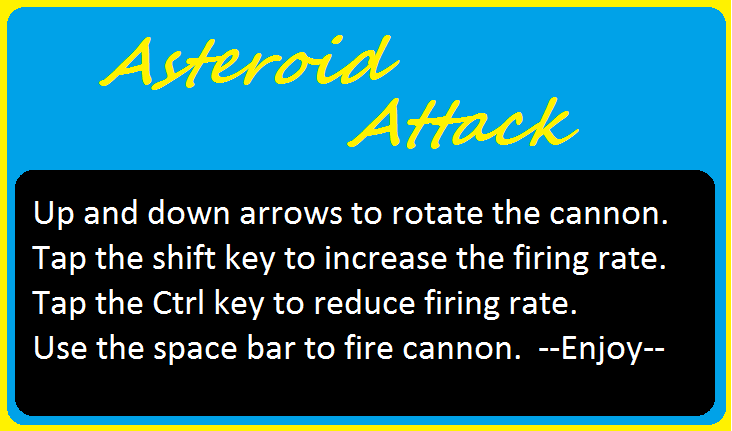 Asteroid
Attack
Up and down arrows to rotate the cannon.
Tap the shift key to increase the firing rate.
Tap the Ctrl key to reduce firing rate.
Use the space bar to fire cannon.  --Enjoy--